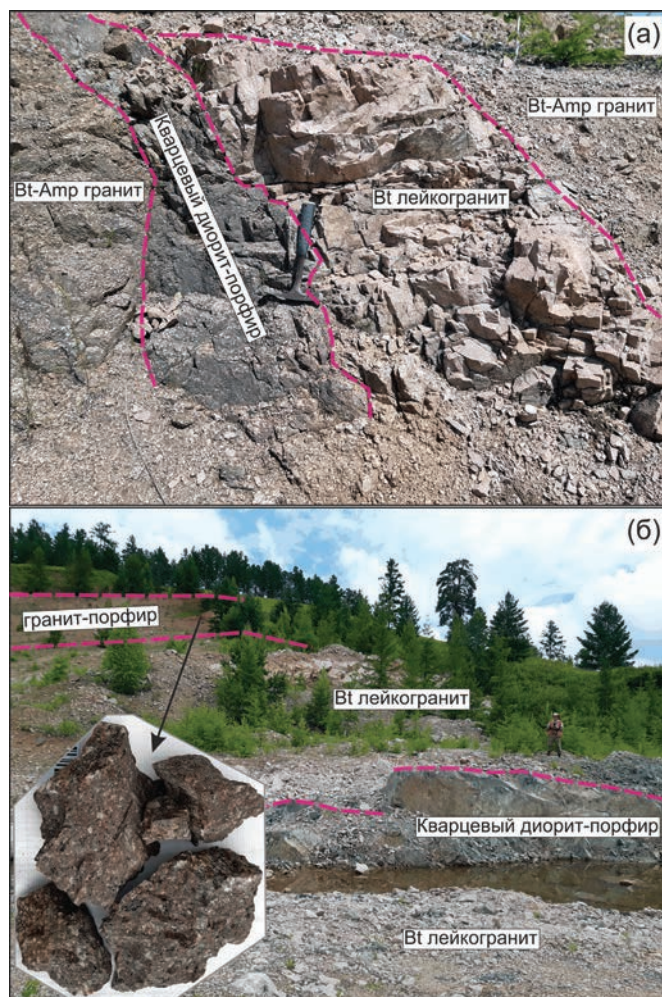 (а)
Bt-Amp гранит
Bt-Amp гранит
Кварцевый диорит-порфир
Bt лейкогранит
(б)
гранит-порфир
Bt лейкогранит
Кварцевый диорит-порфир
Bt лейкогранит